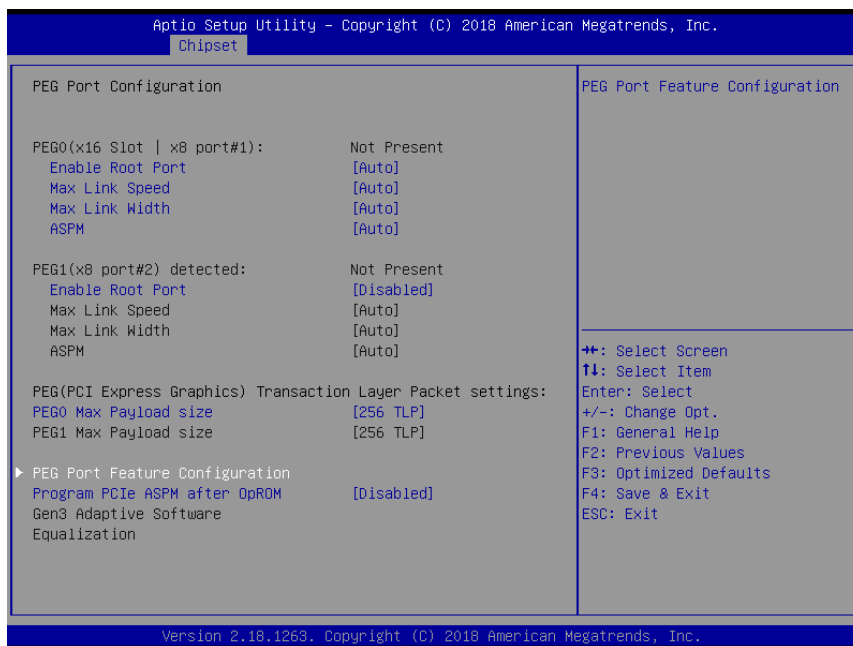 Aptio Setup Utility – Copyright (C) 2018 American Megatrends, Inc.
Chipset
PEG Port Configuration
PEG0(x16 Slot | x8 port#1): Not Present
Enable Root Port [Auto]
Max Link Speed [Auto]
Max Link Width [Auto]
ASPM [Auto]
PEG1(x8 port#2) detected: Not Present
Enable Root Port [Disabled]
Max Link Speed [Auto]
Max Link Width [Auto]
ASPM [Auto]
PEG(PCI Express Graphics) Transaction Layer Packet settings:
PEG0 Max Payload size [256 TLP]
PEG1 Max Payload size [256 TLP]
PEG Port Feature Configuration
Program PCIe ASPM after OpROM [Disabled]
Gen3 Adaptive Software
Equalization
PEG Port Feature Configuration
→←: Select Screen
↑↓: Select Item
Enter: Select
+/-: Change Opt.
F1: General Help
F2: Previous Values
F3: Optimized Defaults
F4: Save & Exit
ESC: Exit
Version 2.18.1263. Copyright (C) 2018 American Megatrends, Inc.